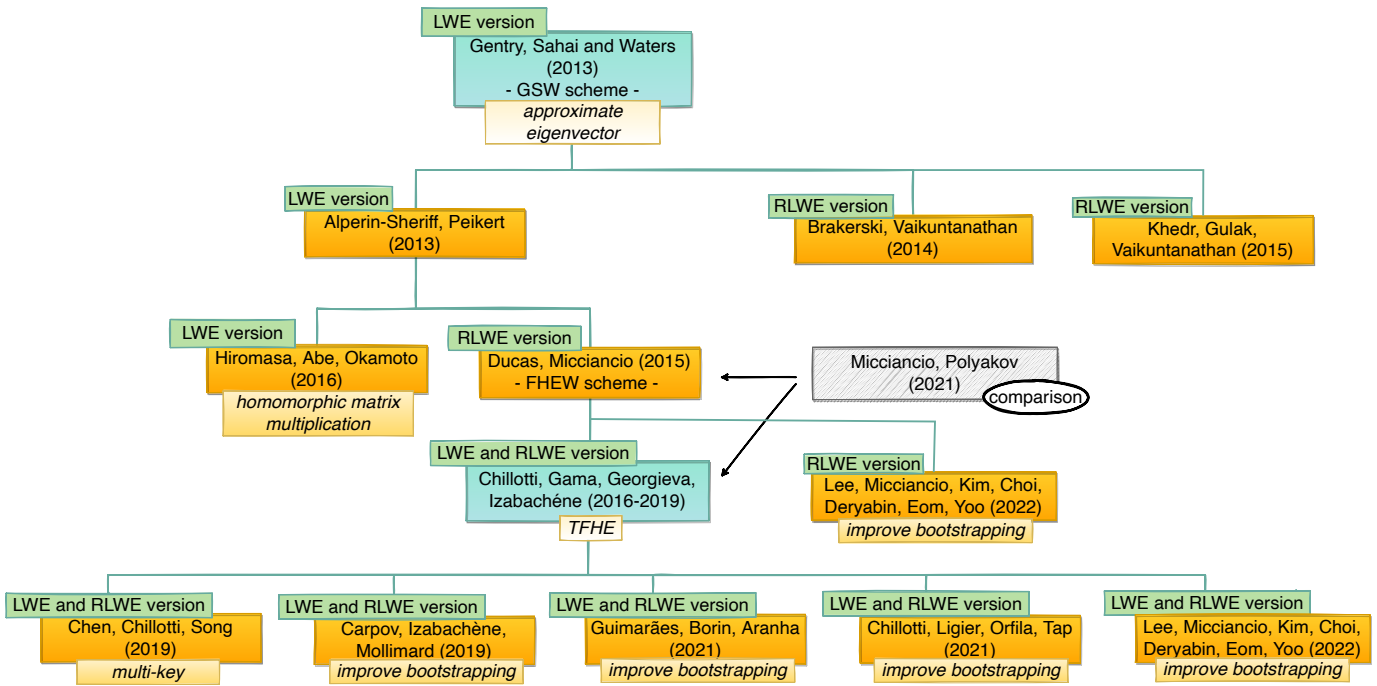 LWE version
Gentry, Sahai and Waters
(2013)
- GSW scheme -
approximate
eigenvector
LWE version
Alperin-Sheriff, Peikert
(2013)
RLWE version
Brakerski, Vaikuntanathan
(2014)
RLWE version
Khedr, Gulak,
Vaikuntanathan (2015)
LWE version
Hiromasa, Abe, Okamoto
(2016)
homomorphic matrix
multiplication
RLWE version
Ducas, Micciancio (2015)
- FHEW scheme -
Micciancio, Polyakov
(2021)
comparison
LWE and RLWE version
Chillotti, Gama, Georgieva,
Izabachéne (2016-2019)
TFHE
RLWE version
Lee, Micciancio, Kim, Choi,
Deryabin, Eom, Yoo (2022)
improve bootstrapping
LWE and RLWE version
Chen, Chillotti, Song
(2019)
multi-key
LWE and RLWE version
Carpov, Izabachène,
Mollimard (2019)
improve bootstrapping
LWE and RLWE version
Guimarães, Borin, Aranha
(2021)
improve bootstrapping
LWE and RLWE version
Chillotti, Ligier, Orfila, Tap
(2021)
improve bootstrapping
LWE and RLWE version
Lee, Micciancio, Kim, Choi,
Deryabin, Eom, Yoo (2022)
improve bootstrapping